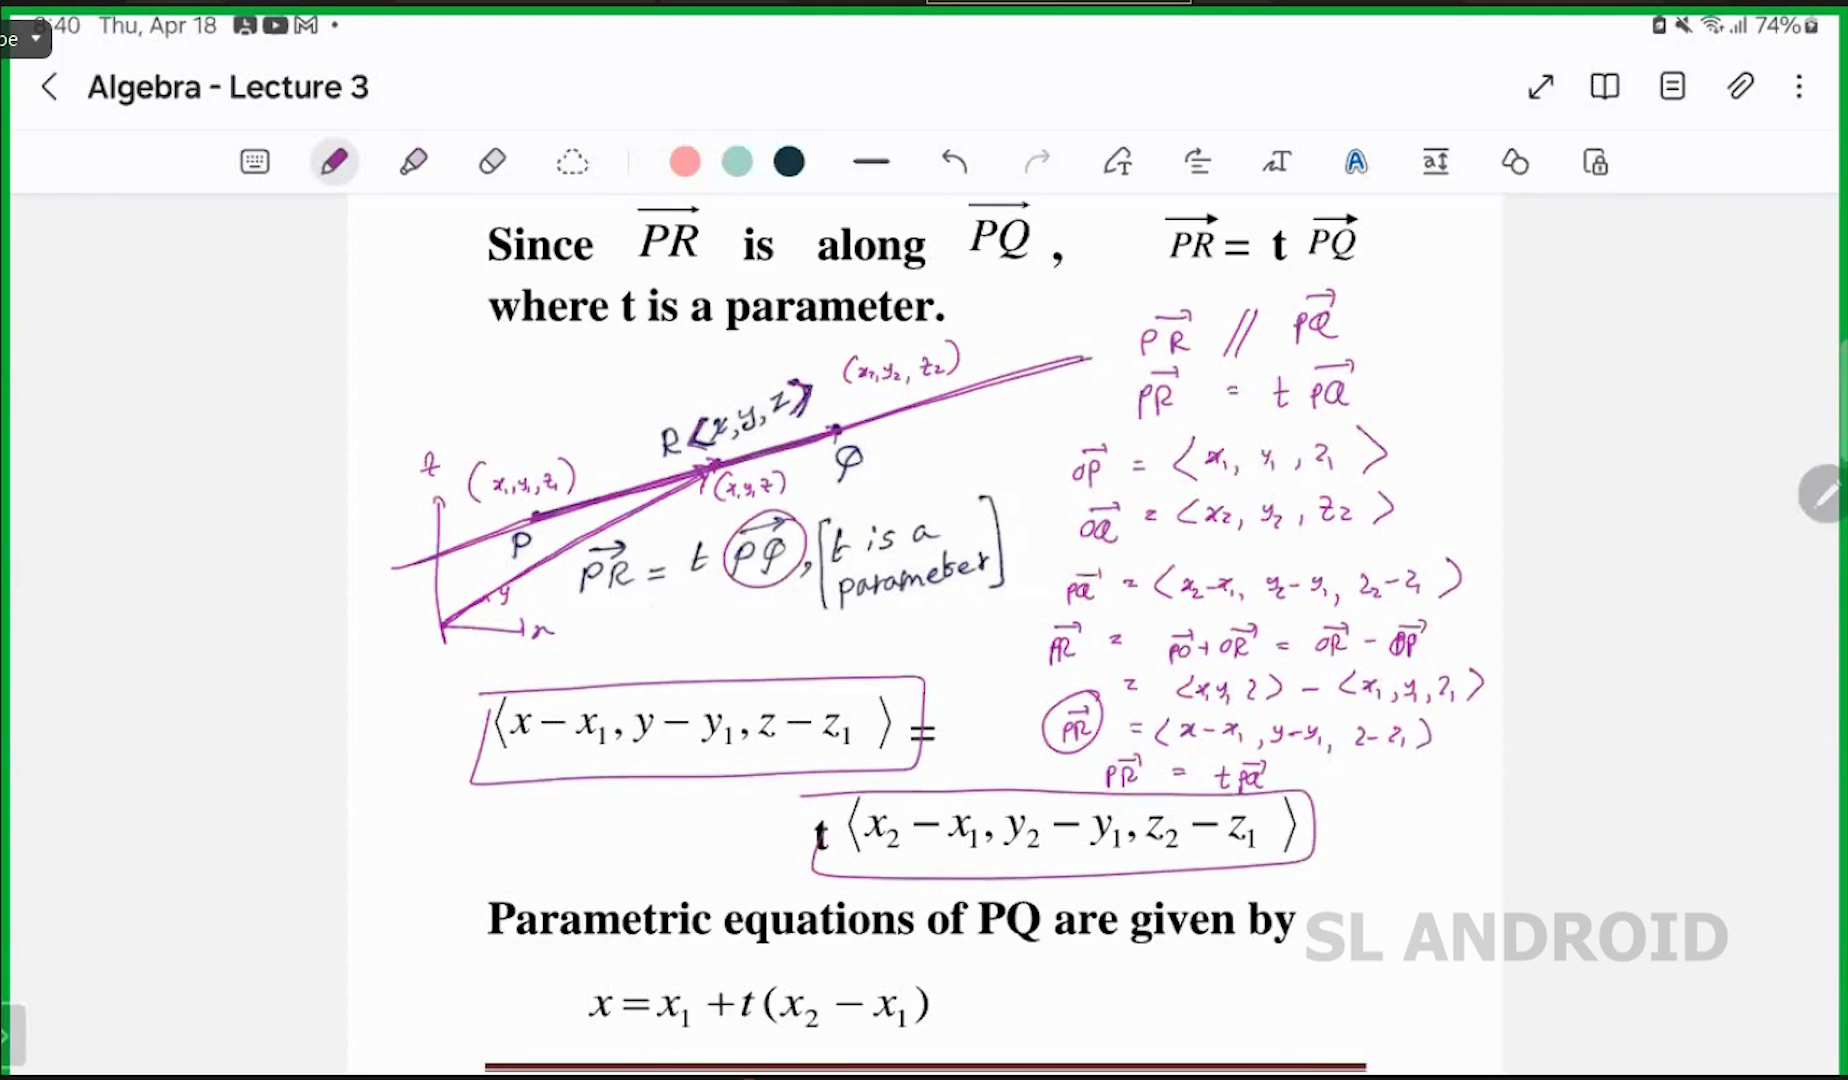 8:40 Thu, Apr 18
74%
pe
Algebra - Lecture 3
Since PR is along PQ , PR = t PQ
where t is a parameter.
PR // PQ
PR = t PQ
(x₂, y₂, z₂)
R⟨x, y, z⟩
z
(x₁, y₁, z₁)
(x, y, z)
Q
P
OP = ⟨x₁, y₁, z₁⟩
OQ = ⟨x₂, y₂, z₂⟩
PR = t PQ, [t is a parameter]
y
x
PQ = ⟨x₂-x₁, y₂-y₁, z₂-z₁⟩
PR = PO + OR = OR - OP
= ⟨x, y, z⟩ - ⟨x₁, y₁, z₁⟩
PR = ⟨x-x₁, y-y₁, z-z₁⟩
PR = t PQ
⟨x − x₁, y − y₁, z − z₁⟩ =
t ⟨x₂ − x₁, y₂ − y₁, z₂ − z₁⟩
Parametric equations of PQ are given by
SL ANDROID
x = x₁ + t(x₂ − x₁)